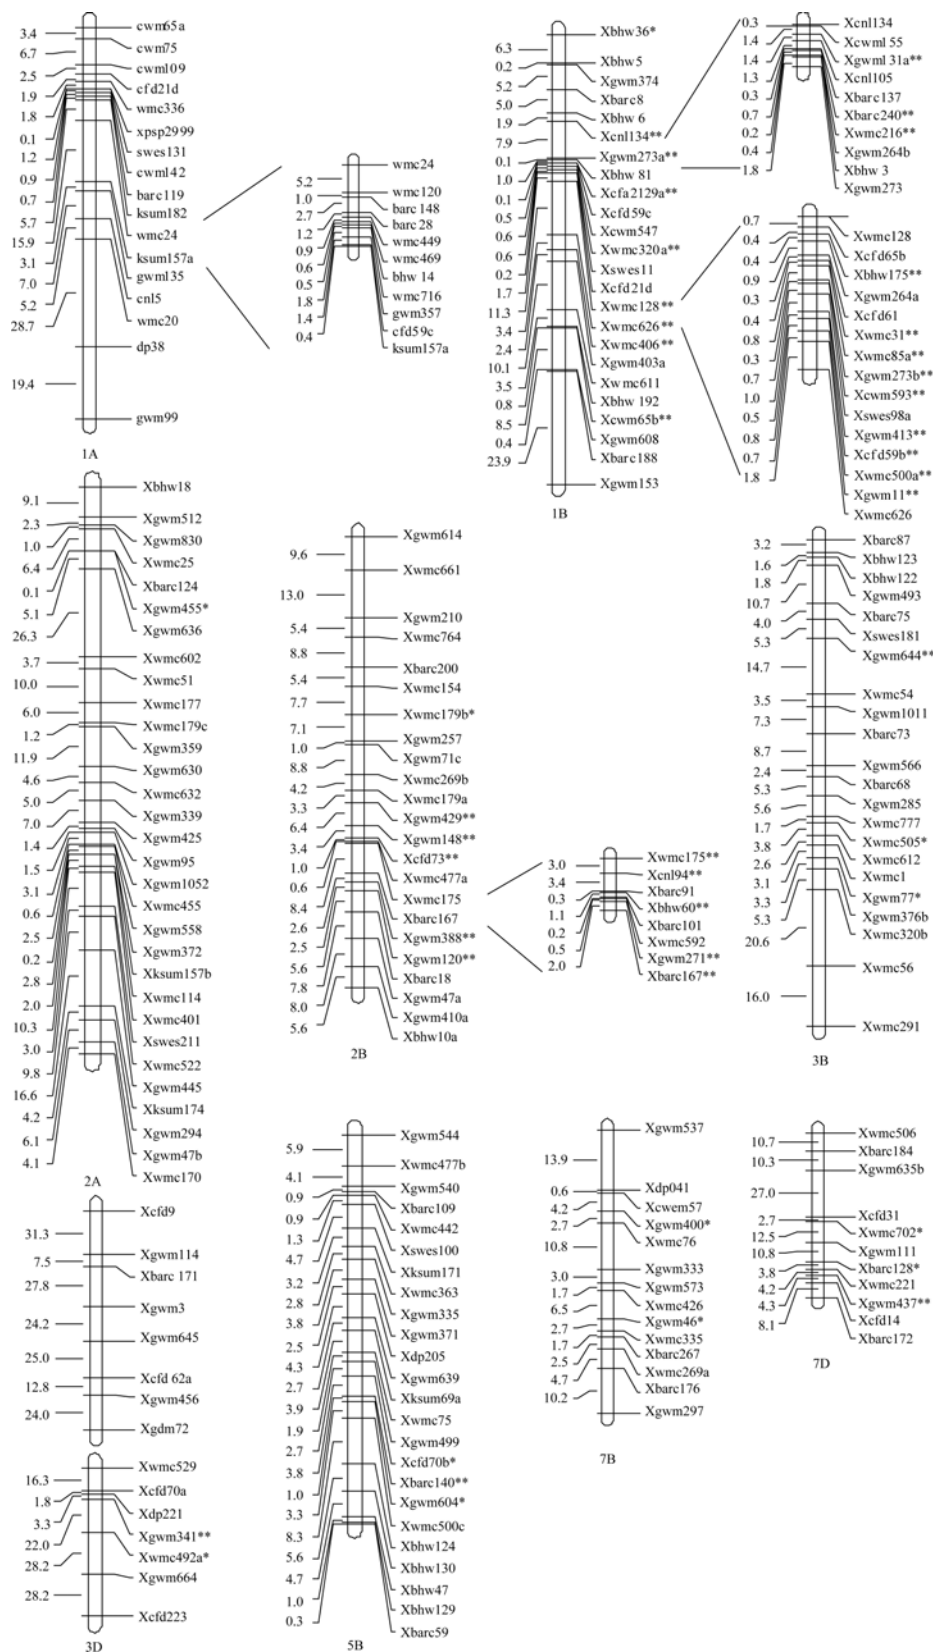 3.4
6.7
2.5
1.9
1.8
0.1
1.2
0.9
0.7
5.7
15.9
3.1
7.0
5.2
28.7
19.4
cwm65a
cwm75
cwml09
cfd21d
wmc336
xpsp2999
swes131
cwml42
barc119
ksum182
wmc24
ksum157a
gwml35
cnl5
wmc20
dp38
gwm99
1A
5.2
1.0
2.7
1.2
0.9
0.6
0.5
1.8
1.4
0.4
wmc24
wmc120
barc 148
barc 28
wmc449
wmc469
bhw 14
wmc716
gwm357
cfd59c
ksum157a
6.3
0.2
5.2
5.0
1.9
7.9
0.1
1.0
0.1
0.5
0.6
0.6
0.2
1.7
11.3
3.4
2.4
10.1
3.5
0.8
8.5
0.4
23.9
Xbhw36*
Xbhw5
Xgwm374
Xbarc8
Xbhw 6
Xcnl134**
Xgwm273a**
Xbhw 81
Xcfa2129a**
Xcfd59c
Xcwm547
Xwmc320a**
Xswes11
Xcfd21d
Xwmc128**
Xwmc626**
Xwmc406**
Xgwm403a
Xwmc611
Xbhw 192
Xcwm65b**
Xgwm608
Xbarc188
Xgwm153
1B
0.3
1.4
1.4
1.3
0.3
0.7
0.2
0.4
1.8
Xcnl134
Xcwml 55
Xgwml 31a**
Xcnl105
Xbarc137
Xbarc240**
Xwmc216**
Xgwm264b
Xbhw 3
Xgwm273
0.7
0.4
0.4
0.9
0.3
0.4
0.8
0.3
0.7
1.0
0.5
0.8
0.7
1.8
Xwmc128
Xcfd65b
Xbhw175**
Xgwm264a
Xcfd61
Xwmc31**
Xwmc85a**
Xgwm273b**
Xcwm593**
Xswes98a
Xgwm413**
Xcfd59b**
Xwmc500a**
Xgwm11**
Xwmc626
9.1
2.3
1.0
6.4
0.1
5.1
26.3
3.7
10.0
6.0
1.2
11.9
4.6
5.0
7.0
1.4
1.5
3.1
0.6
2.5
0.2
2.8
2.0
10.3
3.0
9.8
16.6
4.2
6.1
4.1
Xbhw18
Xgwm512
Xgwm830
Xwmc25
Xbarc124
Xgwm455*
Xgwm636
Xwmc602
Xwmc51
Xwmc177
Xwmc179c
Xgwm359
Xgwm630
Xwmc632
Xgwm339
Xgwm425
Xgwm95
Xgwm1052
Xwmc455
Xgwm558
Xgwm372
Xksum157b
Xwmc114
Xwmc401
Xswes211
Xwmc522
Xgwm445
Xksum174
Xgwm294
Xgwm47b
Xwmc170
2A
9.6
13.0
5.4
8.8
5.4
7.7
7.1
1.0
8.8
4.2
3.3
6.4
3.4
1.0
0.6
8.4
2.6
2.5
5.6
7.8
8.0
5.6
Xgwm614
Xwmc661
Xgwm210
Xwmc764
Xbarc200
Xwmc154
Xwmc179b*
Xgwm257
Xgwm71c
Xwmc269b
Xwmc179a
Xgwm429**
Xgwm148**
Xcfd73**
Xwmc477a
Xwmc175
Xbarc167
Xgwm388**
Xgwm120**
Xbarc18
Xgwm47a
Xgwm410a
Xbhw10a
2B
3.0
3.4
0.3
1.1
0.2
0.5
2.0
Xwmc175**
Xcnl94**
Xbarc91
Xbhw60**
Xbarc101
Xwmc592
Xgwm271**
Xbarc167**
3.2
1.6
1.8
10.7
4.0
5.3
14.7
3.5
7.3
8.7
2.4
5.3
5.6
1.7
3.8
2.6
3.1
3.3
5.3
20.6
16.0
Xbarc87
Xbhw123
Xbhw122
Xgwm493
Xbarc75
Xswes181
Xgwm644**
Xwmc54
Xgwm1011
Xbarc73
Xgwm566
Xbarc68
Xgwm285
Xwmc777
Xwmc505*
Xwmc612
Xwmc1
Xgwm77*
Xgwm376b
Xwmc320b
Xwmc56
Xwmc291
3B
31.3
7.5
27.8
24.2
25.0
12.8
24.0
Xcfd9
Xgwm114
Xbarc 171
Xgwm3
Xgwm645
Xcfd 62a
Xgwm456
Xgdm72
16.3
1.8
3.3
22.0
28.2
28.2
Xwmc529
Xcfd70a
Xdp221
Xgwm341**
Xwmc492a*
Xgwm664
Xcfd223
3D
5.9
4.1
0.9
0.9
1.3
4.7
3.2
2.8
3.8
2.5
4.3
2.7
3.9
1.9
2.7
3.8
1.0
3.3
8.3
5.6
4.7
1.0
0.3
Xgwm544
Xwmc477b
Xgwm540
Xbarc109
Xwmc442
Xswes100
Xksum171
Xwmc363
Xgwm335
Xgwm371
Xdp205
Xgwm639
Xksum69a
Xwmc75
Xgwm499
Xcfd70b*
Xbarc140**
Xgwm604*
Xwmc500c
Xbhw124
Xbhw130
Xbhw47
Xbhw129
Xbarc59
5B
13.9
0.6
4.2
2.7
10.8
3.0
1.7
6.5
2.7
1.7
2.5
4.7
10.2
Xgwm537
Xdp041
Xcwem57
Xgwm400*
Xwmc76
Xgwm333
Xgwm573
Xwmc426
Xgwm46*
Xwmc335
Xbarc267
Xwmc269a
Xbarc176
Xgwm297
7B
10.7
10.3
27.0
2.7
12.5
10.8
3.8
4.2
4.3
8.1
Xwmc506
Xbarc184
Xgwm635b
Xcfd31
Xwmc702*
Xgwm111
Xbarc128*
Xwmc221
Xgwm437**
Xcfd14
Xbarc172
7D